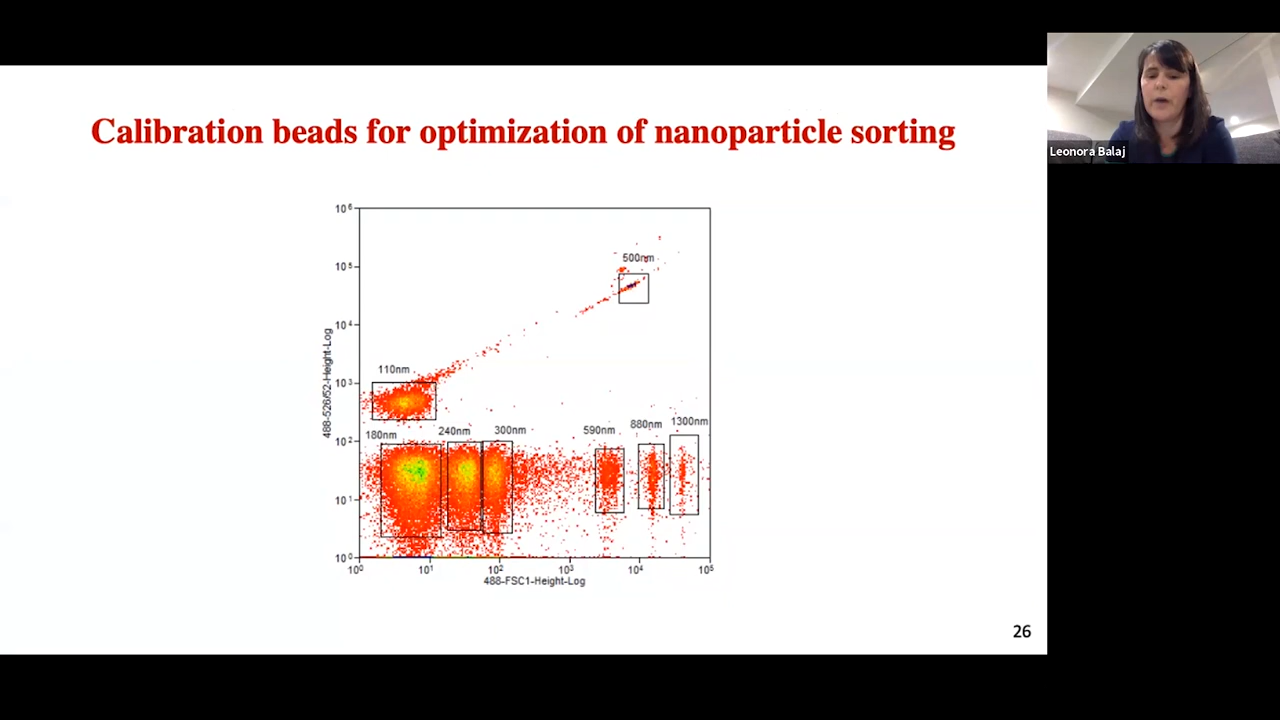 Calibration beads for optimization of nanoparticle sorting
Leonora Balaj
10⁶
500nm
10⁵
10⁴
110nm
10³
488-526/52-Height-Log
180nm
240nm
300nm
590nm
880nm
1300nm
10²
10¹
10⁰
10⁰ 10¹ 10² 10³ 10⁴ 10⁵
488-FSC1-Height-Log
26